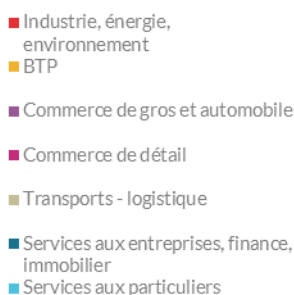 Industrie, énergie,
environnement
BTP
Commerce de gros et automobile
Commerce de détail
Transports - logistique
Services aux entreprises, finance,
immobilier
Services aux particuliers